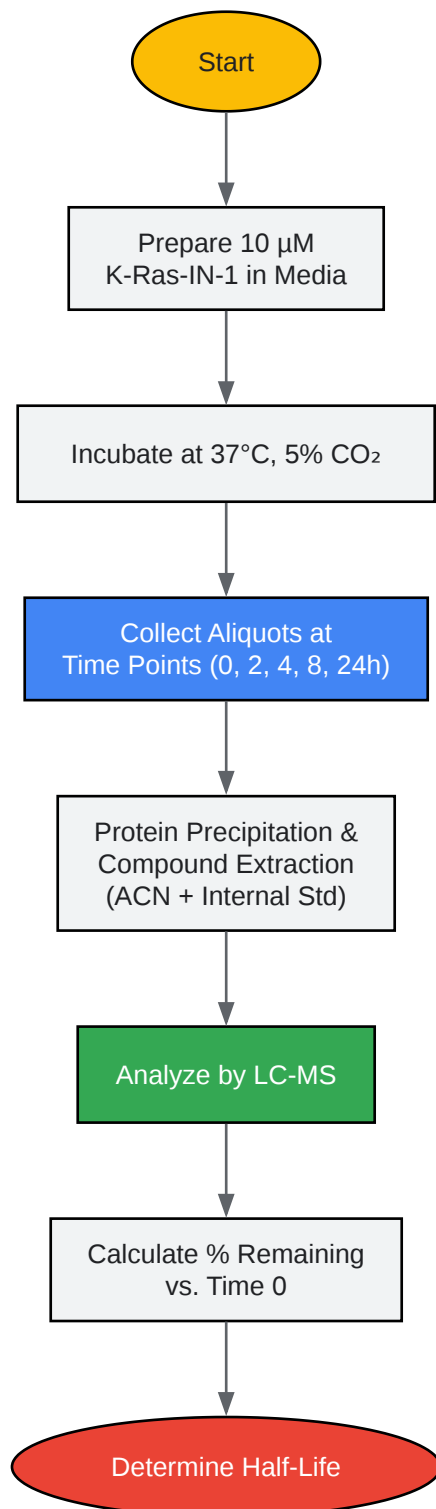 Start
Prepare 10 µM
K-Ras-IN-1 in Media
Incubate at 37°C, 5% CO₂
Collect Aliquots at
Time Points (0, 2, 4, 8, 24h)
Protein Precipitation &
Compound Extraction
(ACN + Internal Std)
Analyze by LC-MS
Calculate % Remaining
vs. Time 0
Determine Half-Life